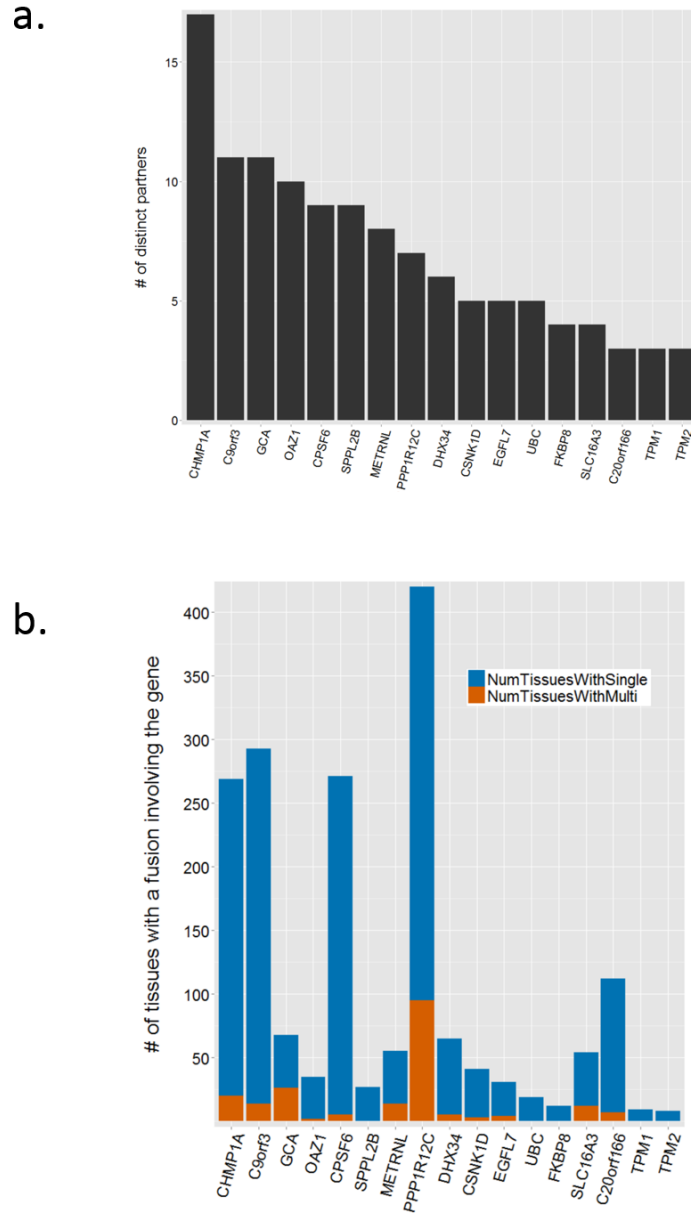 a.
# of distinct partners
15
10
5
0
CHMP1A
C9orf3
GCA
OAZ1
CPSF6
SPPL2B
METRNL
PPP1R12C
DHX34
CSNK1D
EGFL7
UBC
FKBP8
SLC16A3
C20orf166
TPM1
TPM2
b.
# of tissues with a fusion involving the gene
400
350
300
250
200
150
100
50
NumTissuesWithSingle
NumTissuesWithMulti
CHMP1A
C9orf3
GCA
OAZ1
CPSF6
SPPL2B
METRNL
PPP1R12C
DHX34
CSNK1D
EGFL7
UBC
FKBP8
SLC16A3
C20orf166
TPM1
TPM2